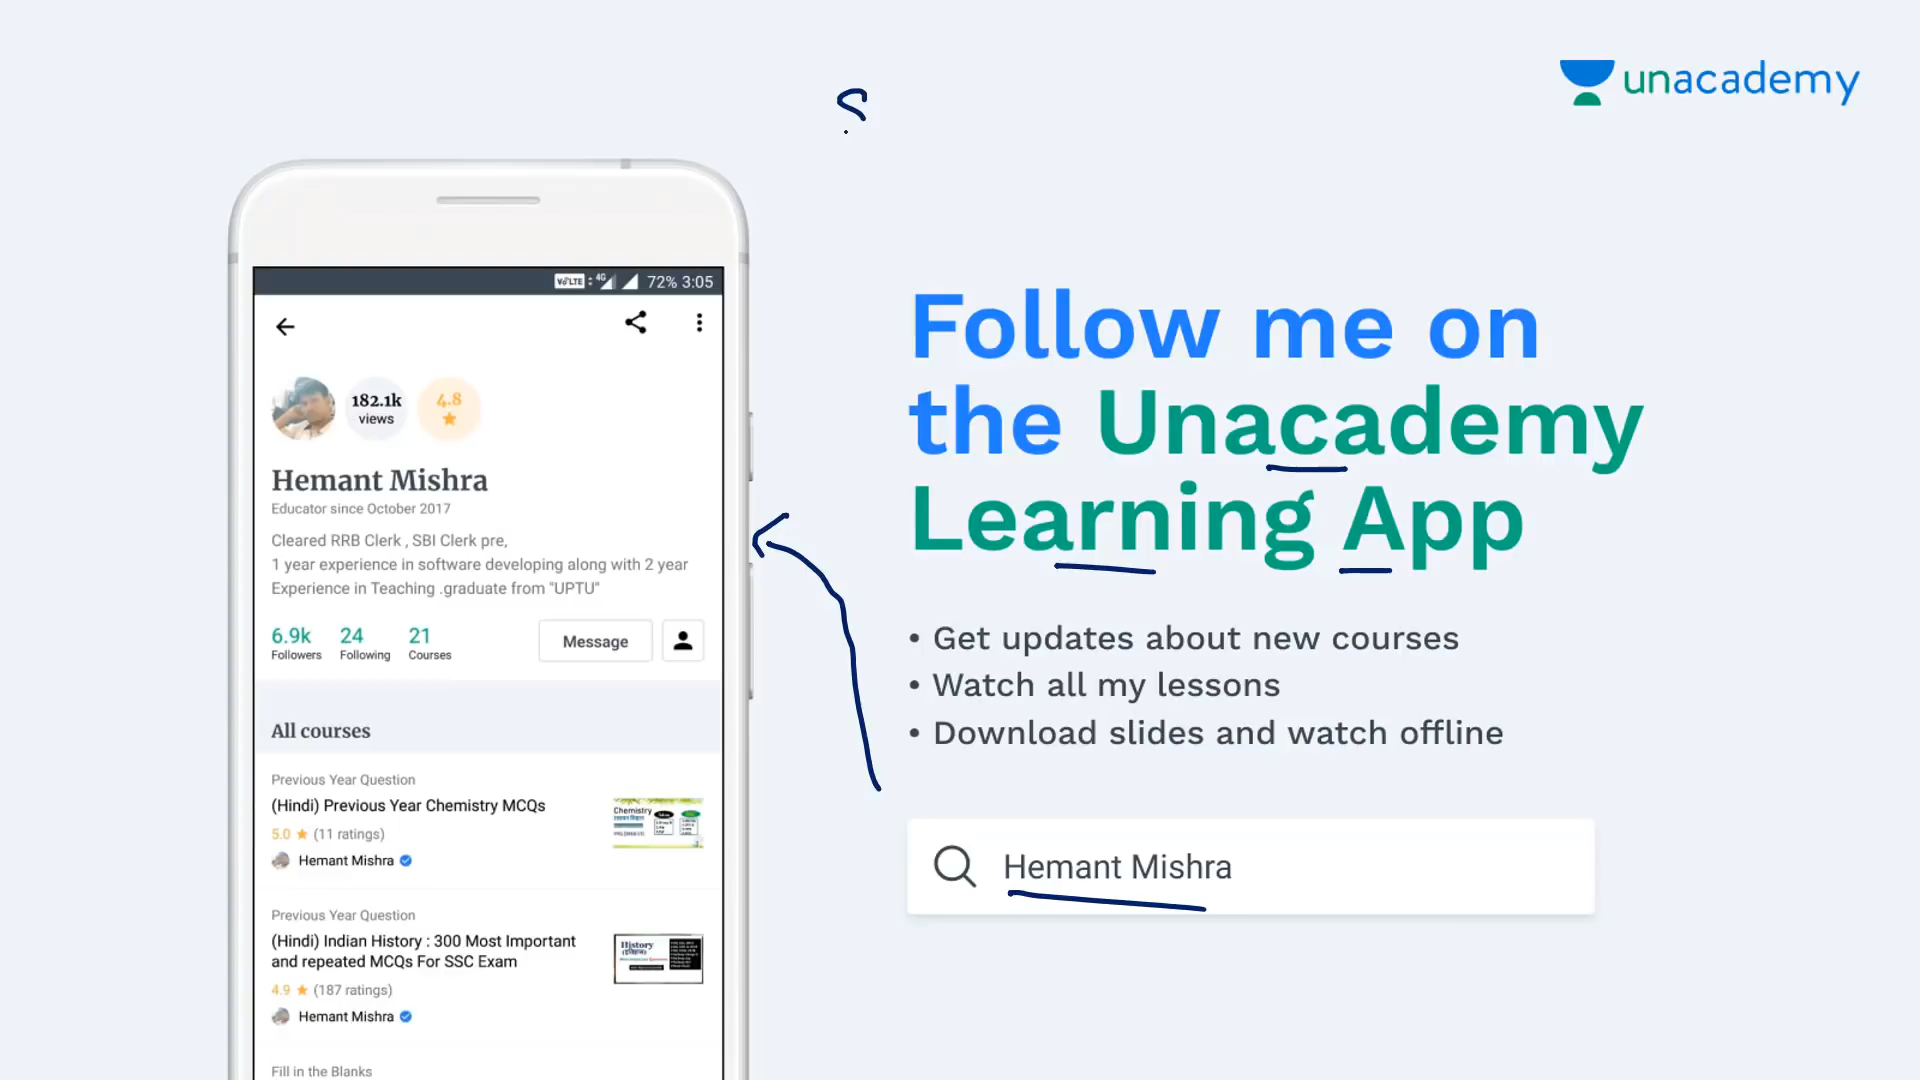 unacademy
VoLTE 4G 72% 3:05
182.1k
views
4.8
Hemant Mishra
Educator since October 2017
Cleared RRB Clerk , SBI Clerk pre,
1 year experience in software developing along with 2 year
Experience in Teaching .graduate from "UPTU"
6.9k 24 21
Followers Following Courses
Message
All courses
Previous Year Question
(Hindi) Previous Year Chemistry MCQs
5.0 ★ (11 ratings)
Hemant Mishra
Chemistry
Previous Year Question
(Hindi) Indian History : 300 Most Important
and repeated MCQs For SSC Exam
4.9 ★ (187 ratings)
Hemant Mishra
History
(इतिहास)
Fill in the Blanks
Follow me on
the Unacademy
Learning App
• Get updates about new courses
• Watch all my lessons
• Download slides and watch offline
Hemant Mishra